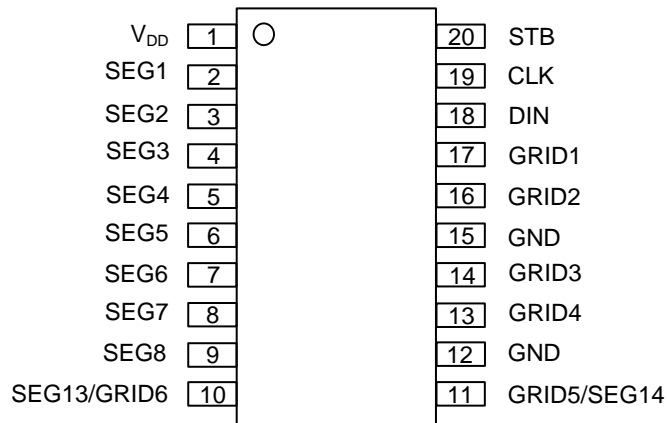 V_DD 1 20 STB
SEG1 2 19 CLK
SEG2 3 18 DIN
SEG3 4 17 GRID1
SEG4 5 16 GRID2
SEG5 6 15 GND
SEG6 7 14 GRID3
SEG7 8 13 GRID4
SEG8 9 12 GND
SEG13/GRID6 10 11 GRID5/SEG14